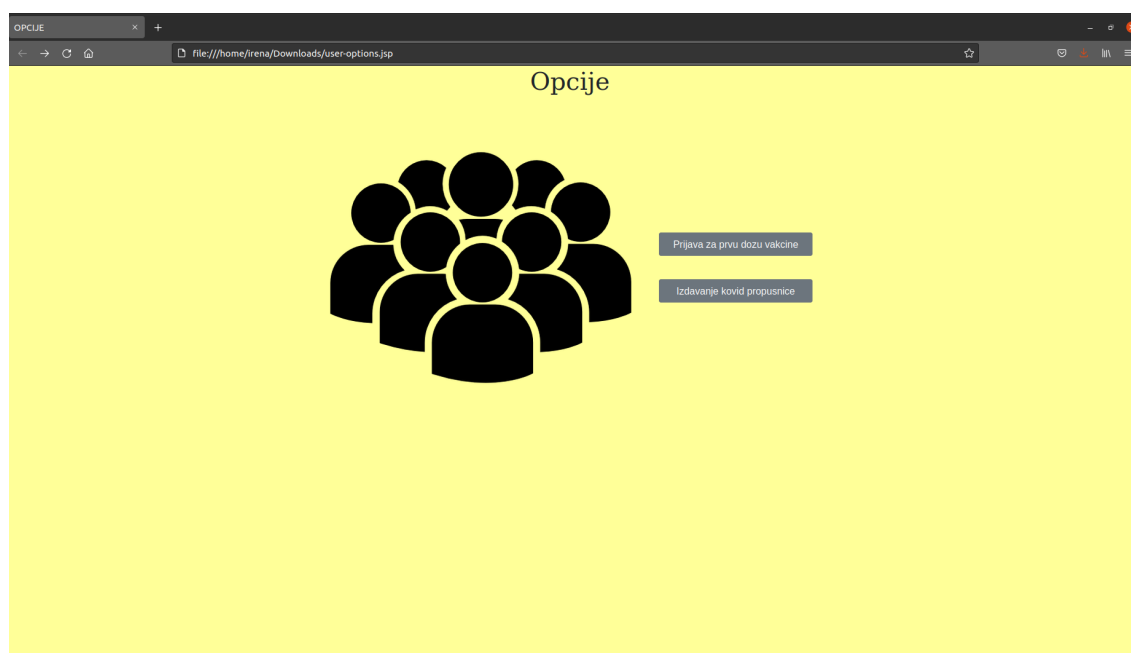 OPCIJE
file:///home/irena/Downloads/user-options.jsp
Opcije
Prijava za prvu dozu vakcine
Izdavanje kovid propusnice